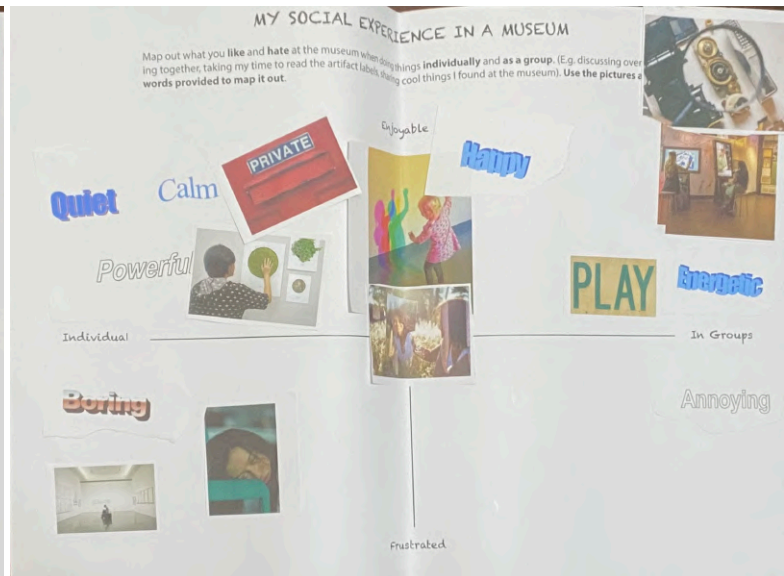 MY SOCIAL EXPERIENCE IN A MUSEUM
Map out what you like and hate at the museum when doing things individually and as a group. (E.g. discussing over
ing together, taking my time to read the artifact labels, sharing cool things I found at the museum). Use the pictures a
words provided to map it out.
Enjoyable
PRIVATE
Happy
Quiet
Calm
Powerful
PLAY
Energetic
Individual
In Groups
Boring
Annoying
Frustrated